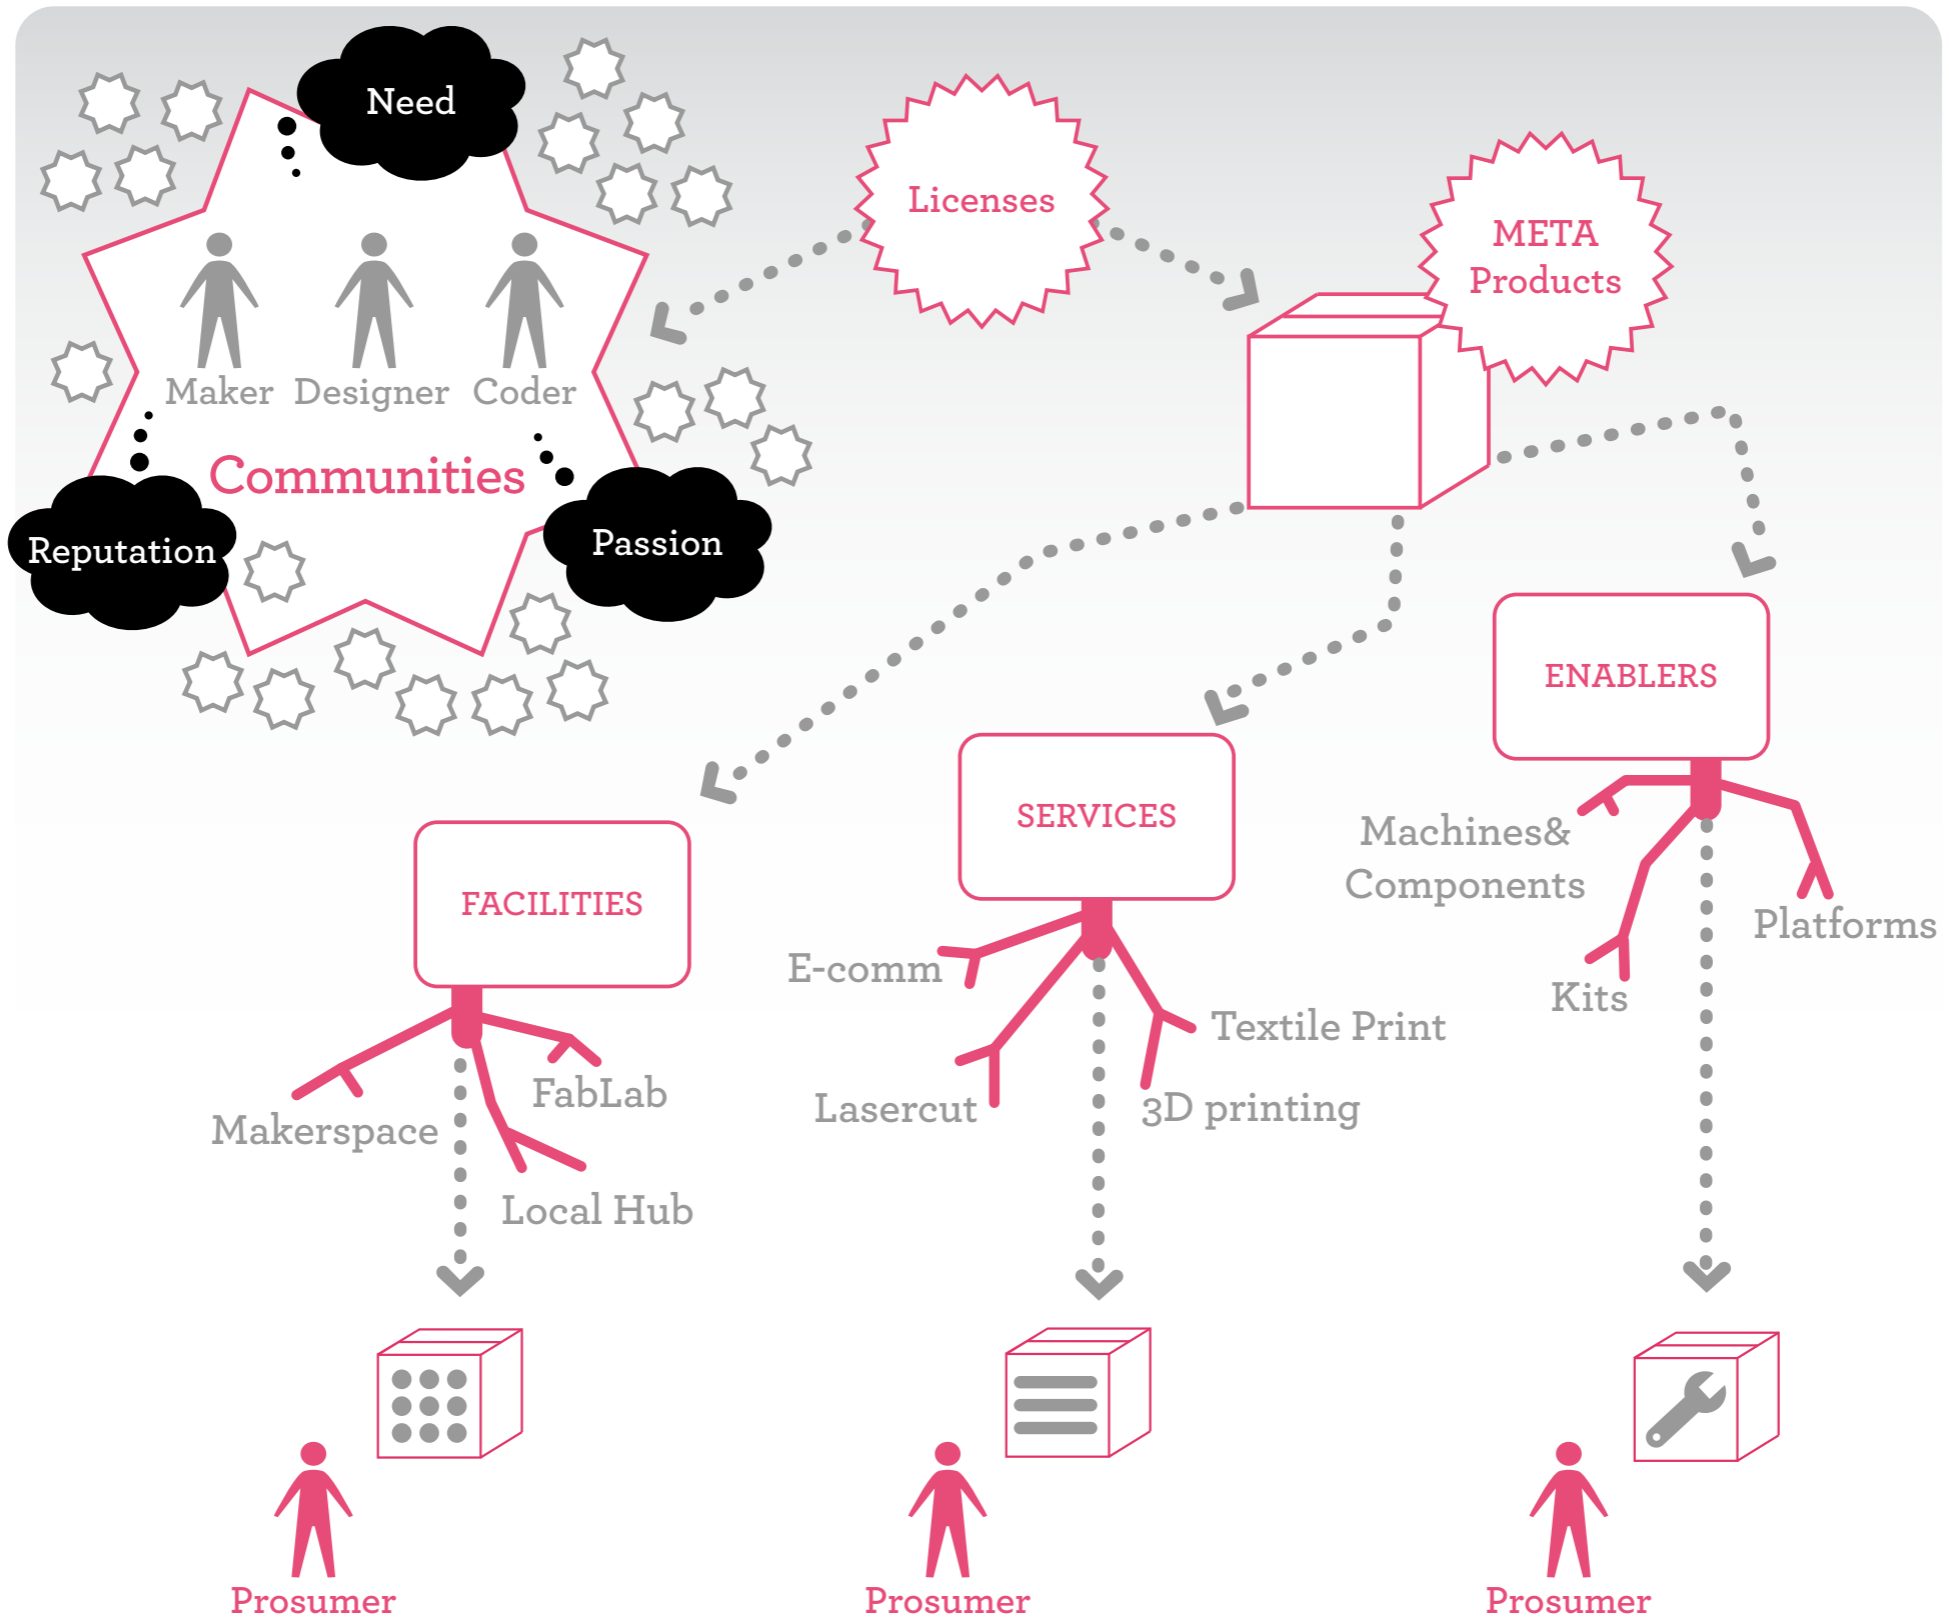 Need
Licenses
META
Products
Maker
Designer
Coder
Communities
Reputation
Passion
ENABLERS
SERVICES
FACILITIES
Machines&
Components
Platforms
Kits
E-comm
Textile Print
Lasercut
3D printing
FabLab
Makerspace
Local Hub
Prosumer
Prosumer
Prosumer